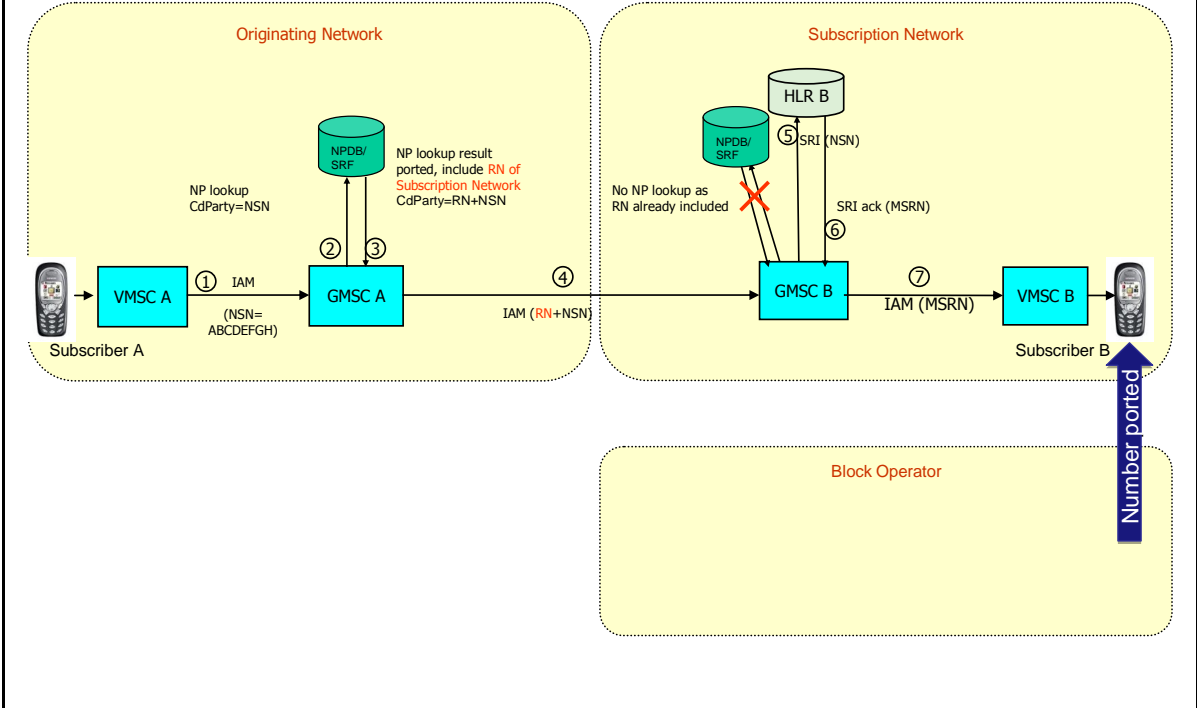 Originating Network
NPDB/
SRF
NP lookup result
ported, include RN of
Subscription Network
CdParty=RN+NSN
NP lookup
CdParty=NSN
2
3
VMSC A
1
IAM
(NSN=
ABCDEFGH)
GMSC A
4
IAM (RN+NSN)
Subscriber A
Subscription Network
HLR B
NPDB/
SRF
5
SRI (NSN)
No NP lookup as
RN already included
SRI ack (MSRN)
6
GMSC B
7
IAM (MSRN)
VMSC B
Subscriber B
Number ported
Block Operator